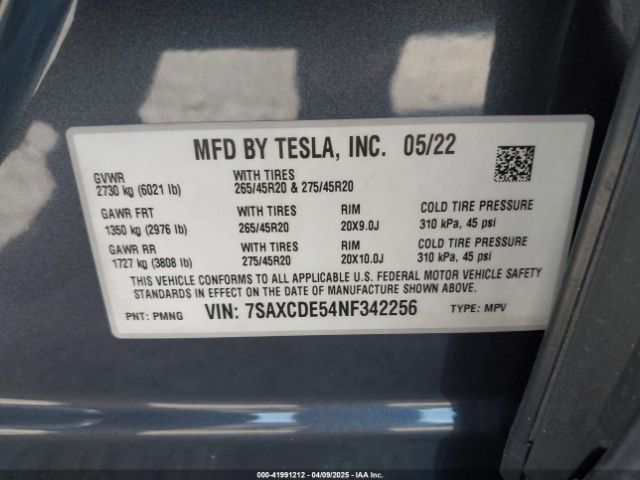 MFD BY TESLA, INC. 05/22
GVWR WITH TIRES
2730 kg (6021 lb) 265/45R20 & 275/45R20
GAWR FRT WITH TIRES RIM COLD TIRE PRESSURE
1350 kg (2976 lb) 265/45R20 20X9.0J 310 kPa, 45 psi
GAWR RR WITH TIRES RIM COLD TIRE PRESSURE
1727 kg (3808 lb) 275/45R20 20X10.0J 310 kPa, 45 psi
THIS VEHICLE CONFORMS TO ALL APPLICABLE U.S. FEDERAL MOTOR VEHICLE SAFETY
STANDARDS IN EFFECT ON THE DATE OF MANUFACTURE SHOWN ABOVE.
PNT: PMNG VIN: 7SAXCDE54NF342256 TYPE: MPV
000-41991212 - 04/09/2025 - IAA Inc.